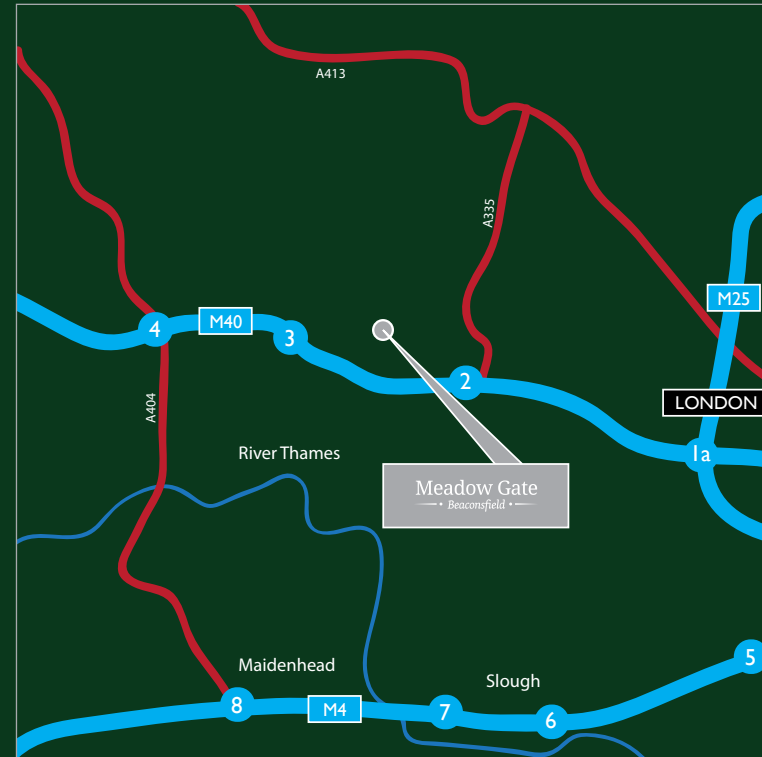 A413
A335
M25
M40
4
3
2
LONDON
A404
1a
River Thames
Meadow Gate
Beaconsfield
5
Maidenhead
Slough
8
M4
7
6